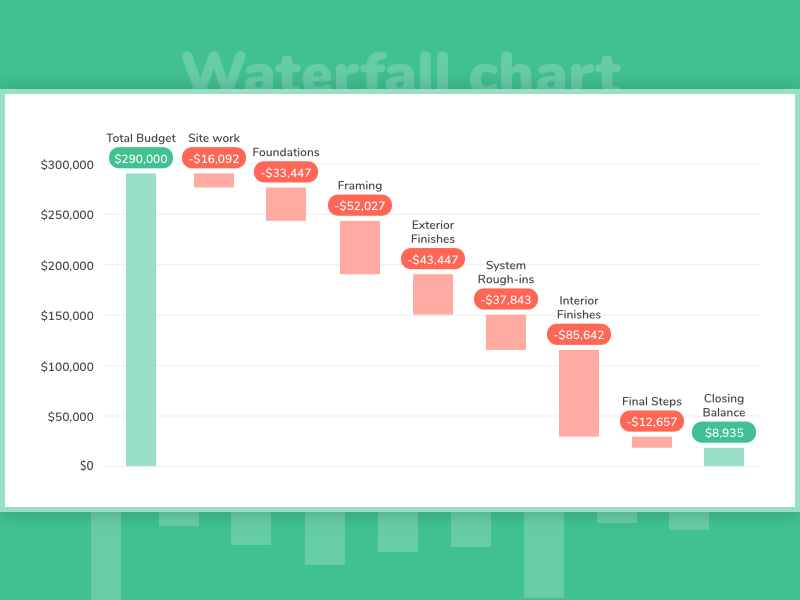 Waterfall chart
Total Budget
$290,000
Site work
-$16,092
Foundations
-$33,447
Framing
-$52,027
Exterior
Finishes
-$43,447
System
Rough-ins
-$37,843
Interior
Finishes
-$85,642
Final Steps
-$12,657
Closing
Balance
$8,935
$300,000
$250,000
$200,000
$150,000
$100,000
$50,000
$0